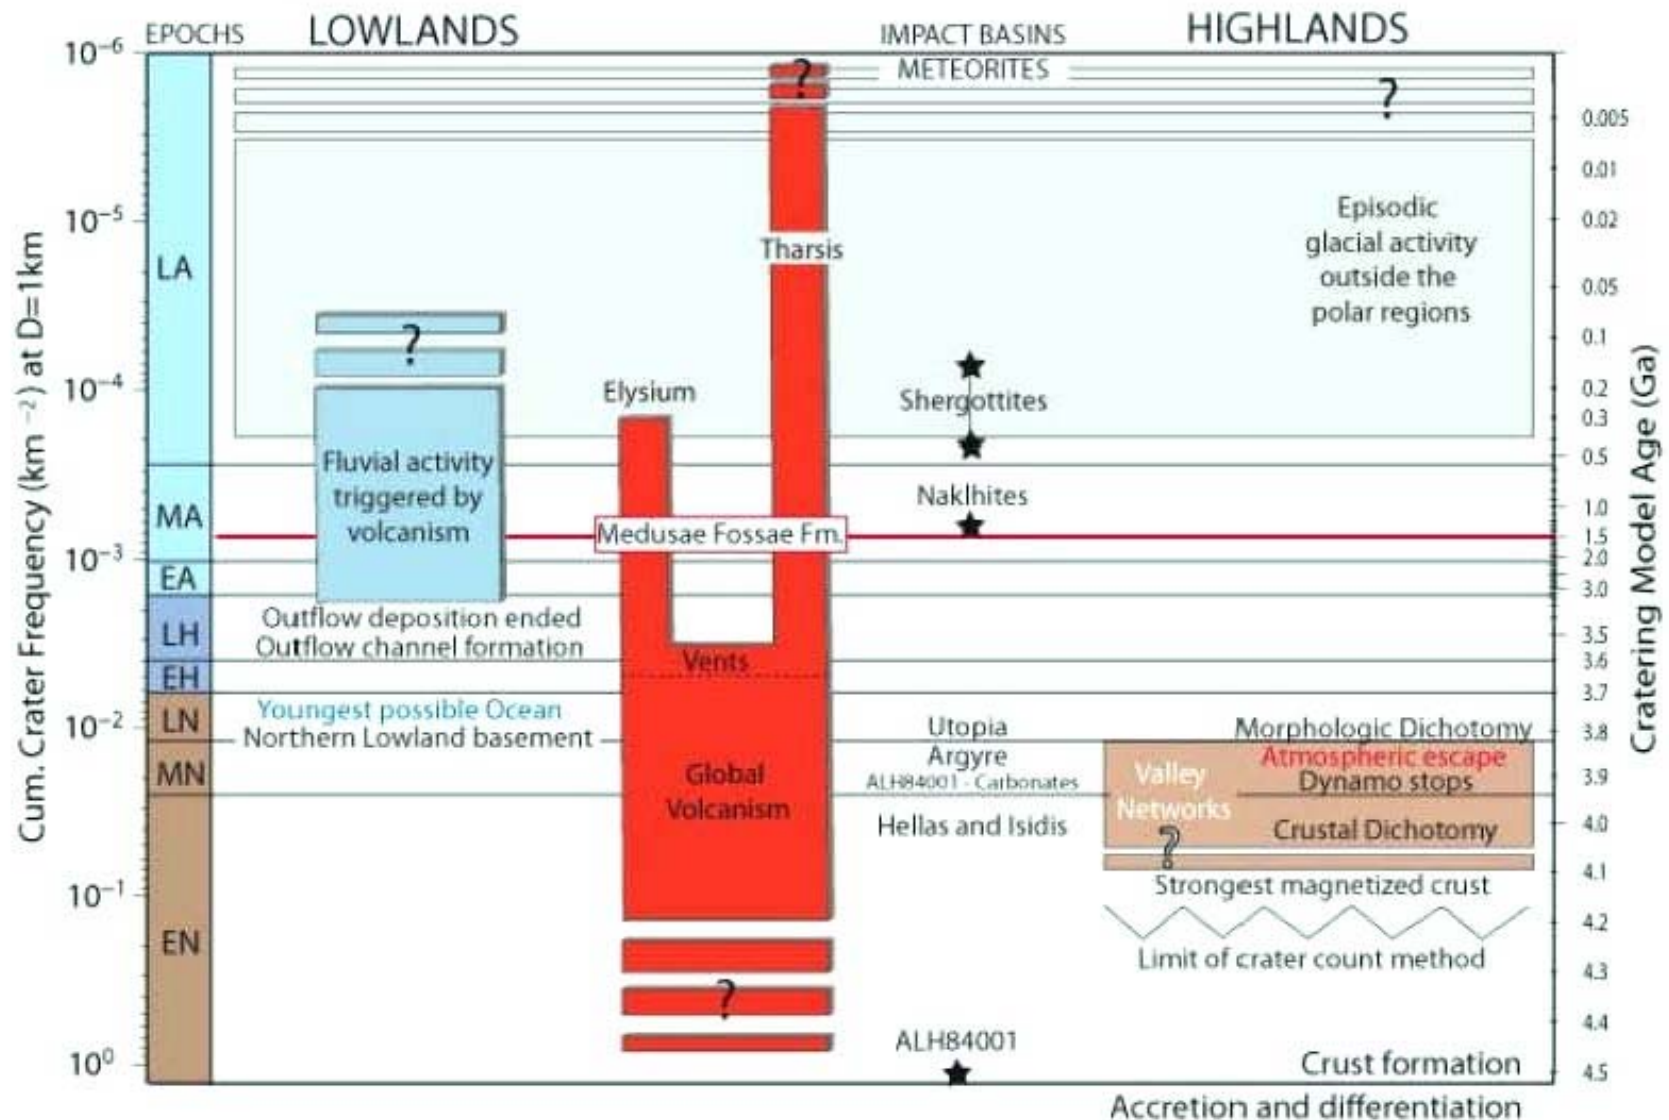 EPOCHS
LOWLANDS
IMPACT BASINS
HIGHLANDS
METEORITES
?
?
Cum. Crater Frequency (km⁻²) at D=1km
10⁻⁶
10⁻⁵
10⁻⁴
10⁻³
10⁻²
10⁻¹
10⁰
LA
MA
EA
LH
EH
LN
MN
EN
?
Fluvial activity
triggered by
volcanism
Outflow deposition ended
Outflow channel formation
Youngest possible Ocean
Northern Lowland basement
Tharsis
Elysium
Medusae Fossae Fm.
Vents
Global
Volcanism
?
Shergottites
Naklhites
Utopia
Argyre
ALH84001 - Carbonates
Hellas and Isidis
ALH84001
Episodic
glacial activity
outside the
polar regions
Morphologic Dichotomy
Atmospheric escape
Dynamo stops
Valley
Networks
?
Crustal Dichotomy
Strongest magnetized crust
Limit of crater count method
Crust formation
Accretion and differentiation
0.005
0.01
0.02
0.05
0.1
0.2
0.3
0.5
1.0
1.5
2.0
3.0
3.5
3.6
3.7
3.8
3.9
4.0
4.1
4.2
4.3
4.4
4.5
Cratering Model Age (Ga)